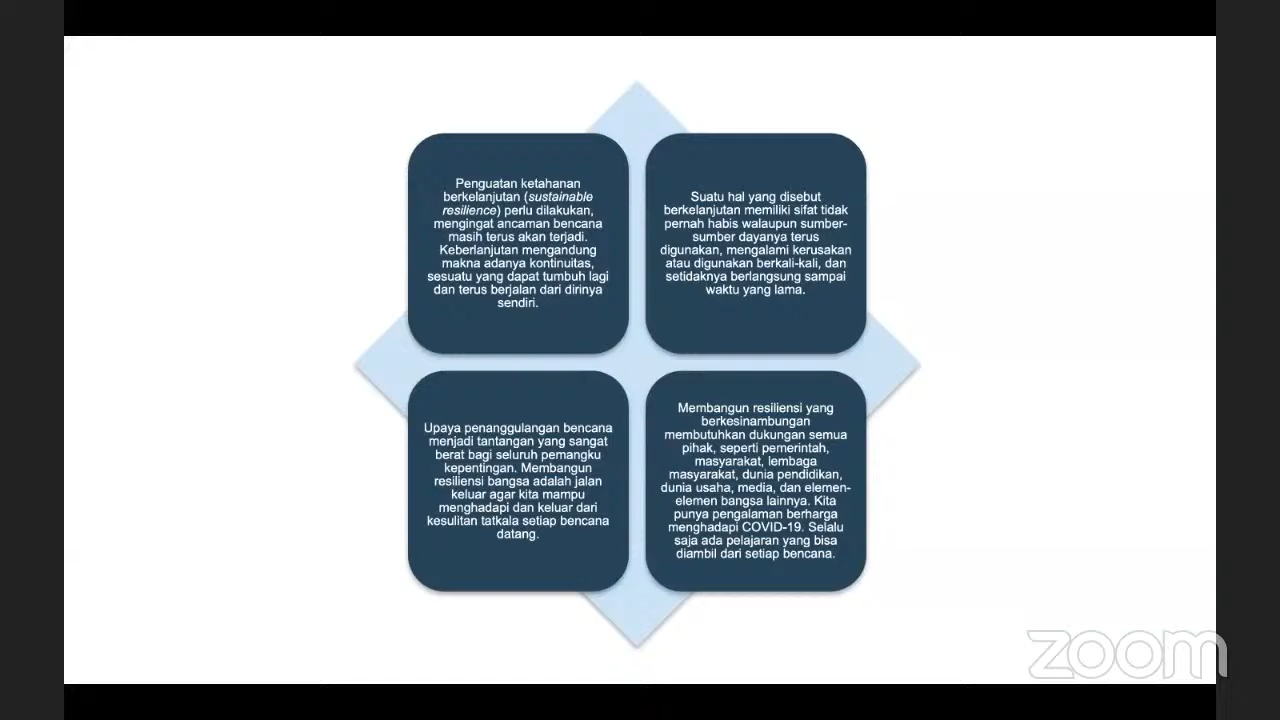 Penguatan ketahanan
berkelanjutan (sustainable
resilience) perlu dilakukan,
mengingat ancaman bencana
masih terus akan terjadi.
Keberlanjutan mengandung
makna adanya kontinuitas,
sesuatu yang dapat tumbuh lagi
dan terus berjalan dari dirinya
sendiri.
Suatu hal yang disebut
berkelanjutan memiliki sifat tidak
pernah habis walaupun sumber-
sumber dayanya terus
digunakan, mengalami kerusakan
atau digunakan berkali-kali, dan
setidaknya berlangsung sampai
waktu yang lama.
Upaya penanggulangan bencana
menjadi tantangan yang sangat
berat bagi seluruh pemangku
kepentingan. Membangun
resiliensi bangsa adalah jalan
keluar agar kita mampu
menghadapi dan keluar dari
kesulitan tatkala setiap bencana
datang.
Membangun resiliensi yang
berkesinambungan
membutuhkan dukungan semua
pihak, seperti pemerintah,
masyarakat, lembaga
masyarakat, dunia pendidikan,
dunia usaha, media, dan elemen-
elemen bangsa lainnya. Kita
punya pengalaman berharga
menghadapi COVID-19. Selalu
saja ada pelajaran yang bisa
diambil dari setiap bencana.
zoom